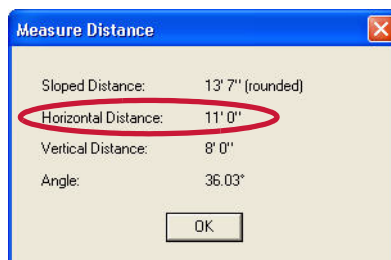 Measure Distance
Sloped Distance: 13' 7" (rounded)
Horizontal Distance: 11' 0"
Vertical Distance: 8' 0"
Angle: 36.03°
OK